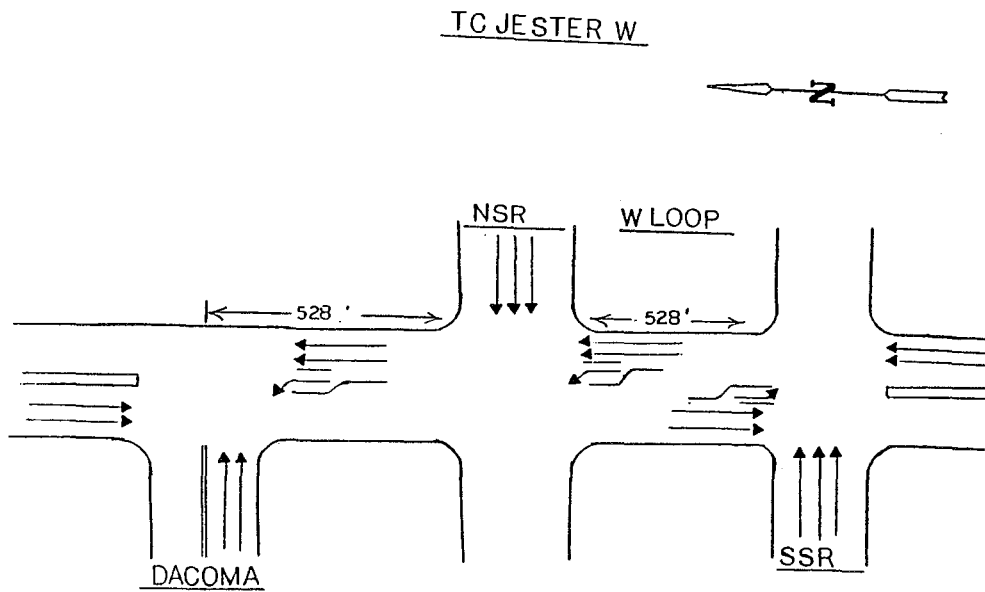 TC JESTER W
N
NSR
W LOOP
528 '
528'
DACOMA
SSR